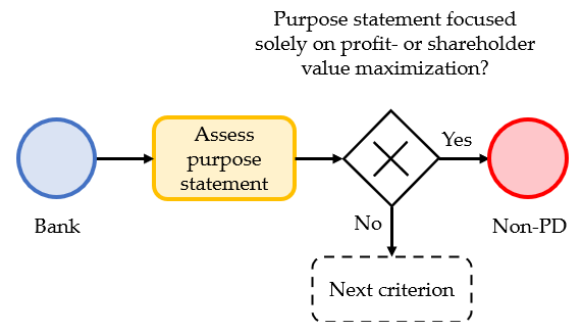 Purpose statement focused
solely on profit- or shareholder
value maximization?
Assess
purpose
statement
Yes
Bank
No
Non-PD
Next criterion